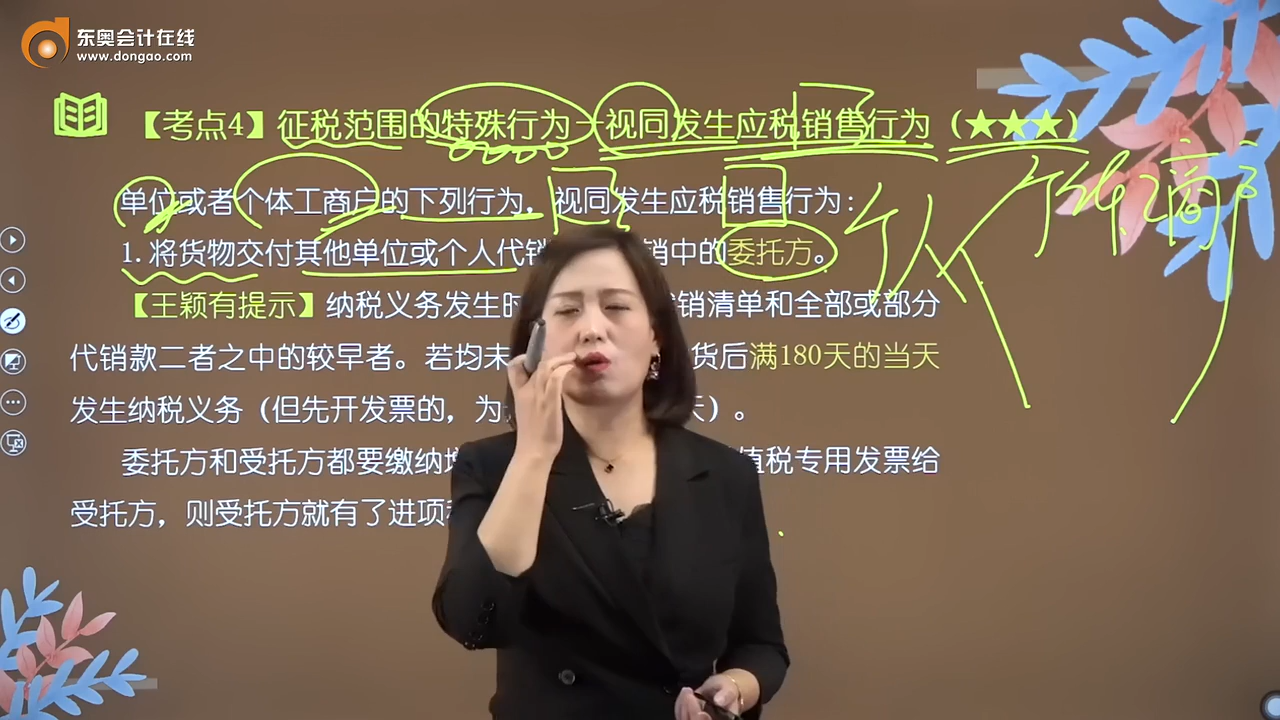 东奥会计在线
www.dongao.com
【考点4】征税范围的特殊行为—视同发生应税销售行为（★★★）
单位或者个体工商户的下列行为，视同发生应税销售行为：
1.将货物交付其他单位或个人代销 销中的委托方。
【王颖有提示】纳税义务发生时 销清单和全部或部分
代销款二者之中的较早者。若均未 货后满180天的当天
发生纳税义务（但先开发票的，为 天）。
委托方和受托方都要缴纳增 值税专用发票给
受托方，则受托方就有了进项
个人
个体工商户